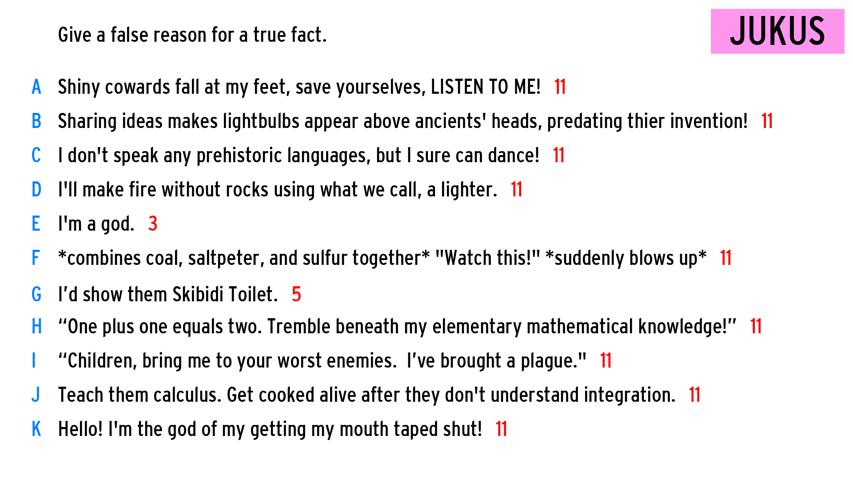 Give a false reason for a true fact.
JUKUS
A Shiny cowards fall at my feet, save yourselves, LISTEN TO ME! 11
B Sharing ideas makes lightbulbs appear above ancients' heads, predating thier invention! 11
C I don't speak any prehistoric languages, but I sure can dance! 11
D I'll make fire without rocks using what we call, a lighter. 11
E I'm a god. 3
F *combines coal, saltpeter, and sulfur together* "Watch this!" *suddenly blows up* 11
G I’d show them Skibidi Toilet. 5
H “One plus one equals two. Tremble beneath my elementary mathematical knowledge!” 11
I “Children, bring me to your worst enemies. I’ve brought a plague." 11
J Teach them calculus. Get cooked alive after they don't understand integration. 11
K Hello! I'm the god of my getting my mouth taped shut! 11